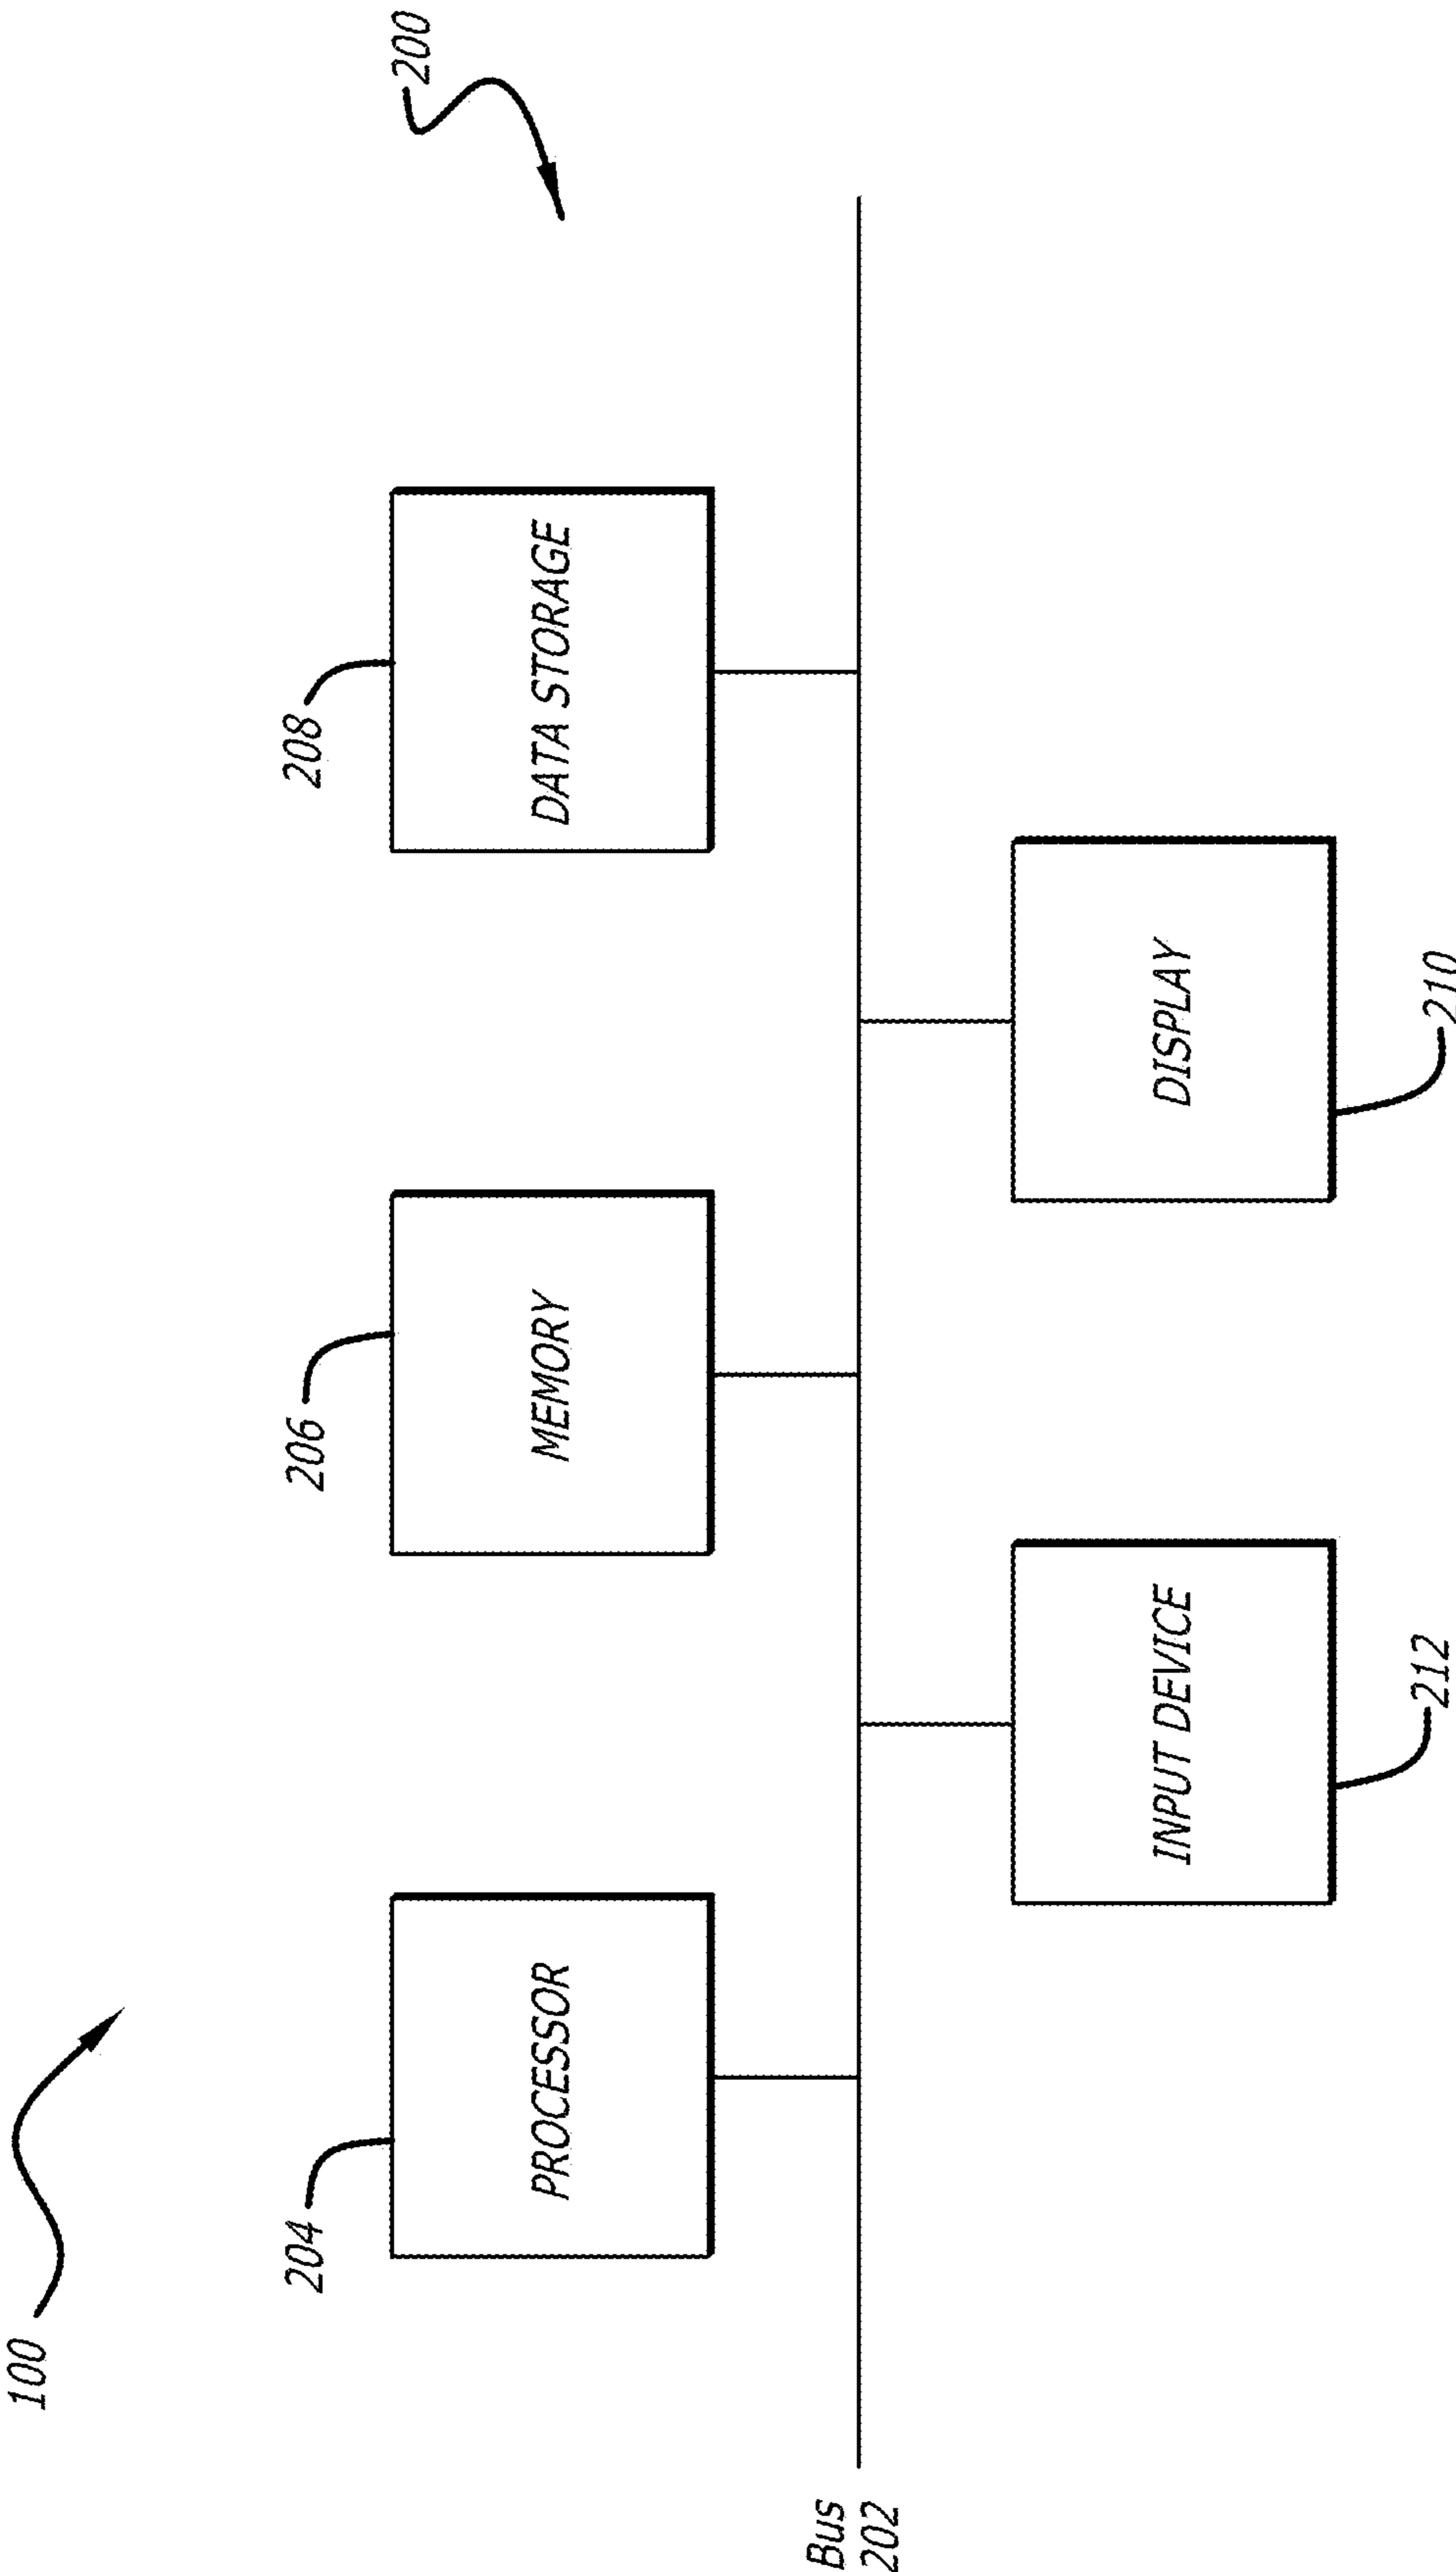 100
200
204
206
208
PROCESSOR
MEMORY
DATA STORAGE
Bus
202
INPUT DEVICE
DISPLAY
212
210